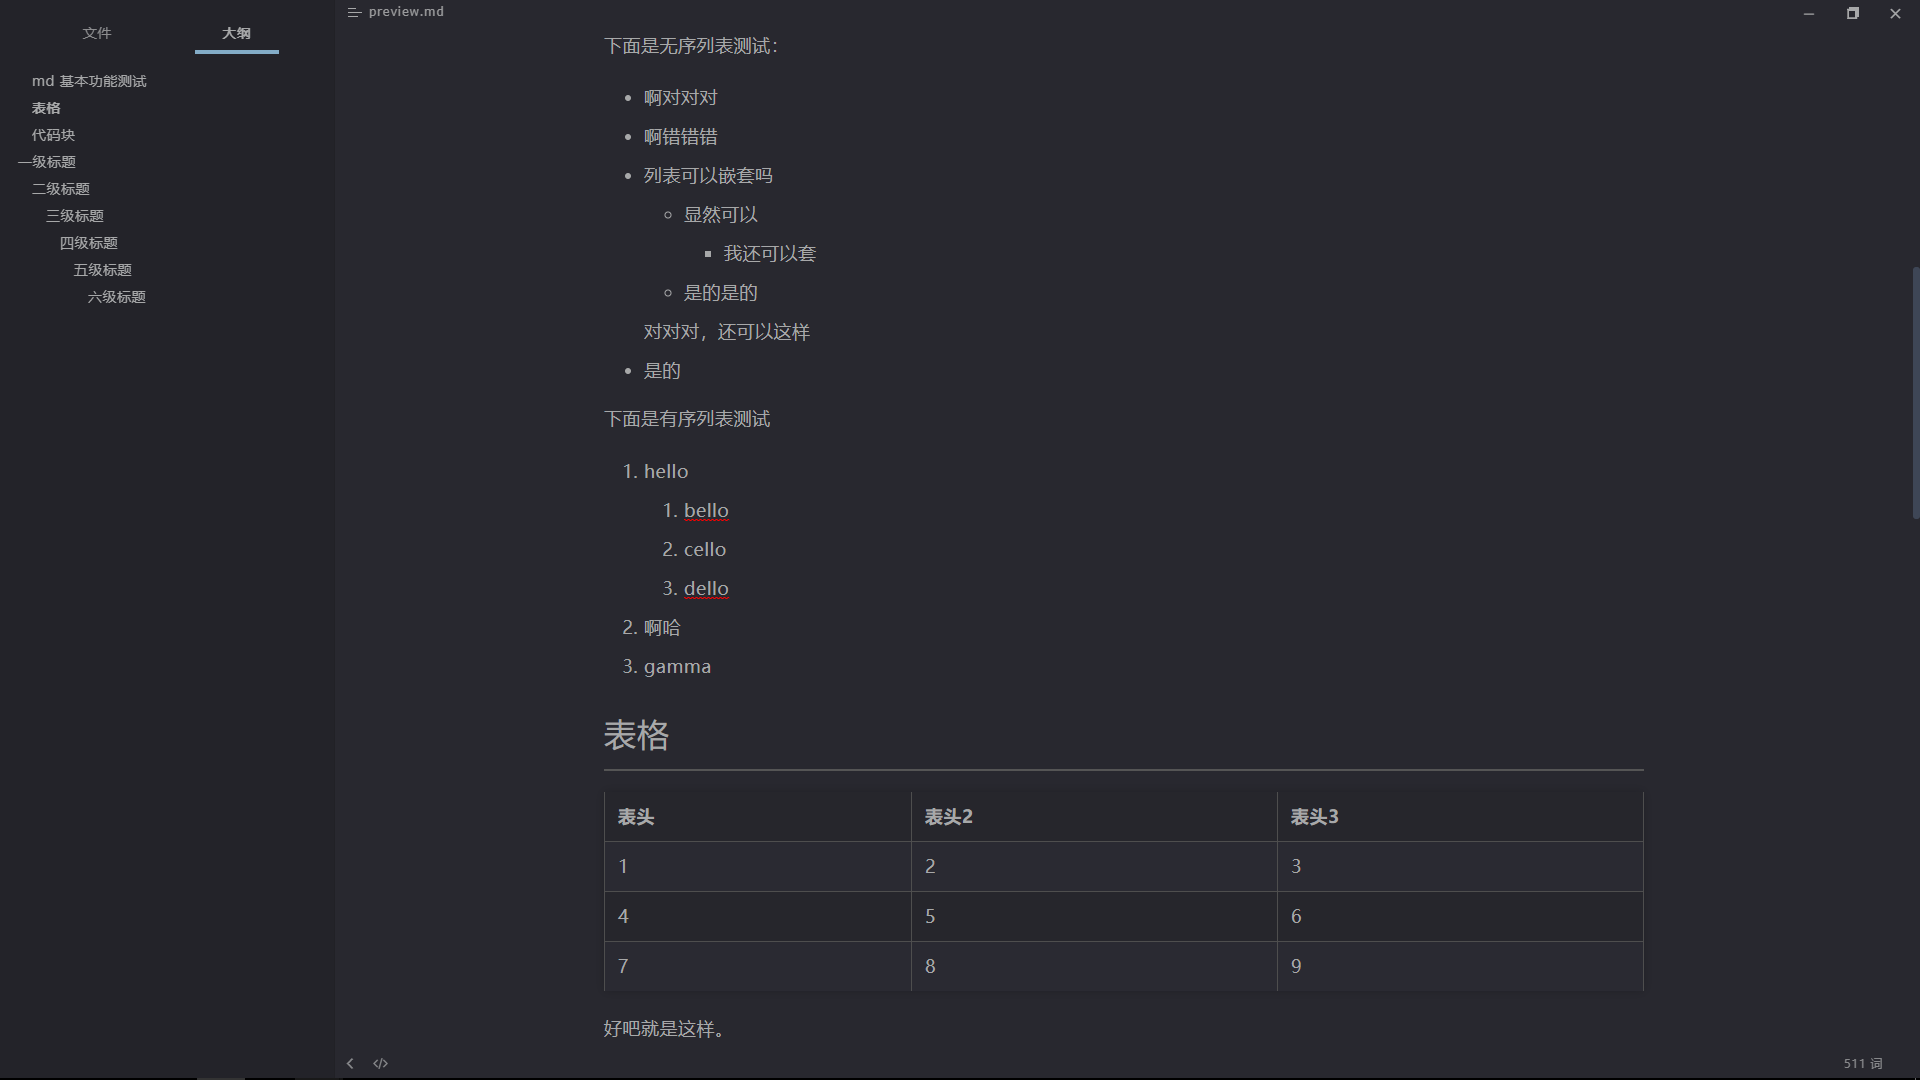 文件 大纲
md 基本功能测试
表格
代码块
一级标题
二级标题
三级标题
四级标题
五级标题
六级标题
preview.md
下面是无序列表测试：
啊对对对
啊错错错
列表可以嵌套吗
显然可以
我还可以套
是的是的
对对对，还可以这样
是的
下面是有序列表测试
1. hello
1. bello
2. cello
3. dello
2. 啊哈
3. gamma
表格
表头 表头2 表头3
1 2 3
4 5 6
7 8 9
好吧就是这样。
511 词